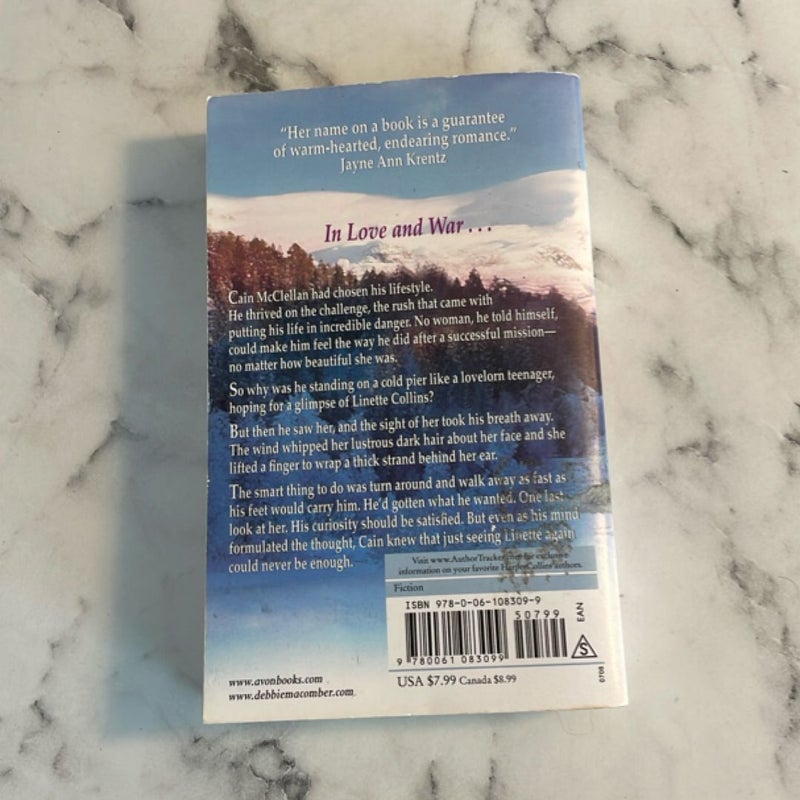 “Her name on a book is a guarantee
of warm-hearted, endearing romance.”
Jayne Ann Krentz
In Love and War . . .
Cain McClellan had chosen his lifestyle.
He thrived on the challenge, the rush that came with
putting his life in incredible danger. No woman, he told himself,
could make him feel the way he did after a successful mission—
no matter how beautiful she was.
So why was he standing on a cold pier like a lovelorn teenager,
hoping for a glimpse of Linette Collins?
But then he saw her, and the sight of her took his breath away.
The wind whipped her lustrous dark hair about her face and she
lifted a finger to wrap a thick strand behind her ear.
The smart thing to do was turn around and walk away as fast as
his feet would carry him. He’d gotten what he wanted. One last
look at her. His curiosity should be satisfied. But even as his mind
formulated the thought, Cain knew that just seeing Linette again
could never be enough.
Visit www.AuthorTracker for exclusive
information on your favorite HarperCollins authors.
Fiction
ISBN 978-0-06-108309-9
50799
EAN
9 780061 083099
S
USA $7.99 Canada $8.99
0708
www.avonbooks.com
www.debbiemacomber.com